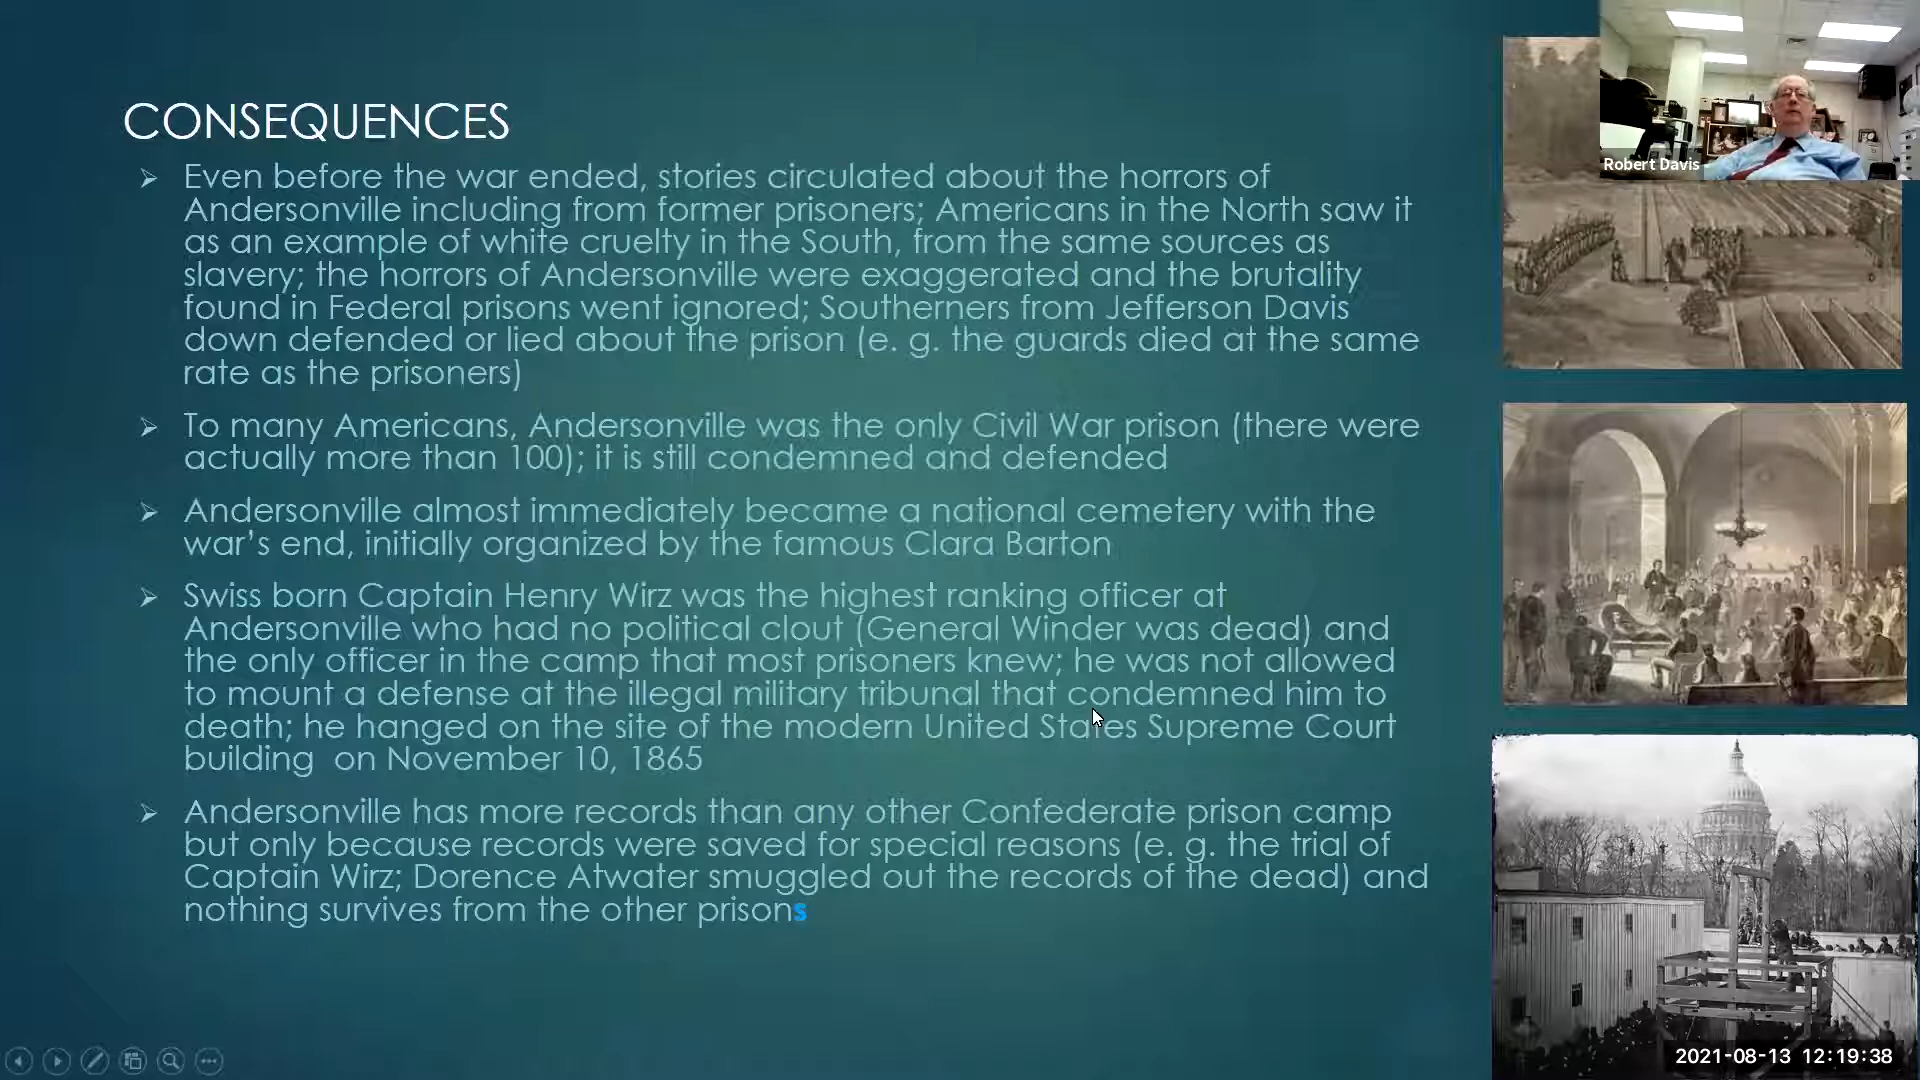 CONSEQUENCES
➢ Even before the war ended, stories circulated about the horrors of
Andersonville including from former prisoners; Americans in the North saw it
as an example of white cruelty in the South, from the same sources as
slavery; the horrors of Andersonville were exaggerated and the brutality
found in Federal prisons went ignored; Southerners from Jefferson Davis
down defended or lied about the prison (e. g. the guards died at the same
rate as the prisoners)
➢ To many Americans, Andersonville was the only Civil War prison (there were
actually more than 100); it is still condemned and defended
➢ Andersonville almost immediately became a national cemetery with the
war’s end, initially organized by the famous Clara Barton
➢ Swiss born Captain Henry Wirz was the highest ranking officer at
Andersonville who had no political clout (General Winder was dead) and
the only officer in the camp that most prisoners knew; he was not allowed
to mount a defense at the illegal military tribunal that condemned him to
death; he hanged on the site of the modern United States Supreme Court
building  on November 10, 1865
➢ Andersonville has more records than any other Confederate prison camp
but only because records were saved for special reasons (e. g. the trial of
Captain Wirz; Dorence Atwater smuggled out the records of the dead) and
nothing survives from the other prisons
Robert Davis
2021-08-13 12:19:38